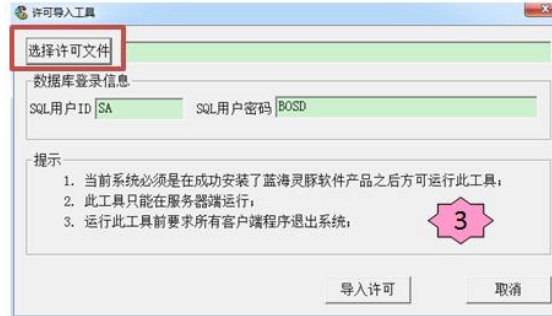 许可导入工具
选择许可文件
数据库登录信息
SQL用户ID SA SQL用户密码 BOSD
提示
1. 当前系统必须是在成功安装了蓝海灵豚软件产品之后方可运行此工具;
2. 此工具只能在服务器端运行;
3. 运行此工具前要求所有客户端程序退出系统;
3
导入许可 取消